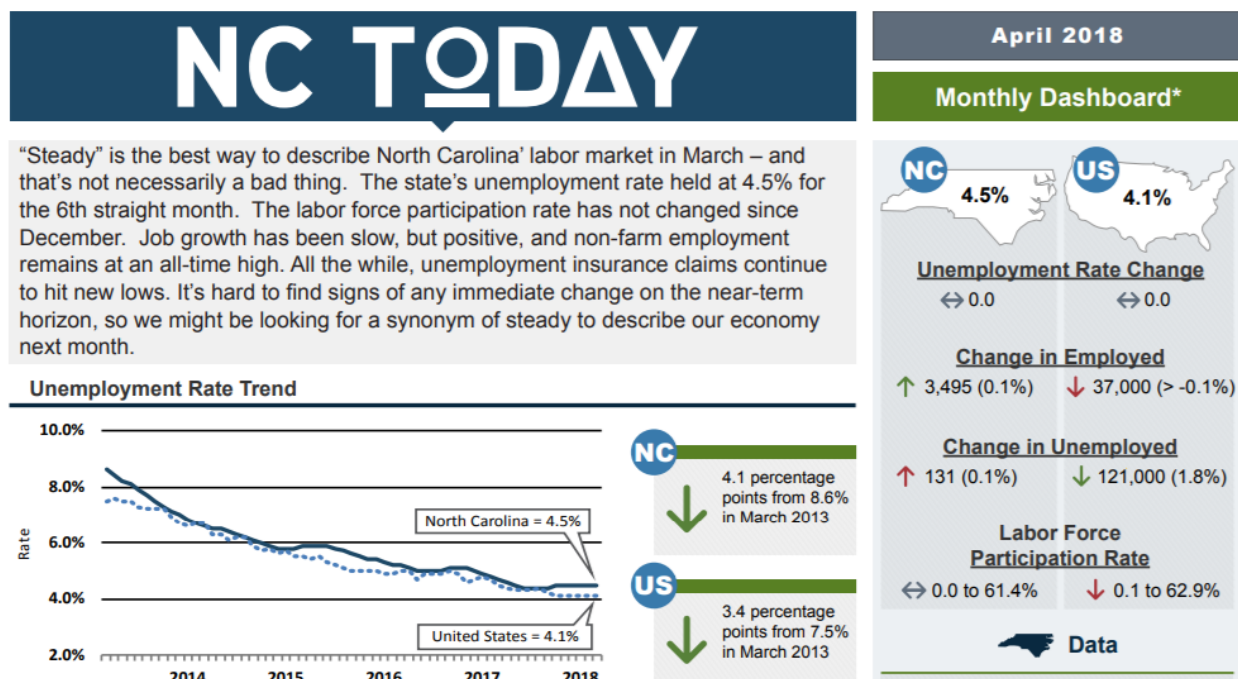 NC TODAY
April 2018
Monthly Dashboard*
“Steady” is the best way to describe North Carolina’ labor market in March – and
that’s not necessarily a bad thing.  The state’s unemployment rate held at 4.5% for
the 6th straight month.  The labor force participation rate has not changed since
December.  Job growth has been slow, but positive, and non-farm employment
remains at an all-time high. All the while, unemployment insurance claims continue
to hit new lows. It’s hard to find signs of any immediate change on the near-term
horizon, so we might be looking for a synonym of steady to describe our economy
next month.
Unemployment Rate Trend
10.0%
8.0%
6.0%
4.0%
2.0%
Rate
North Carolina = 4.5%
United States = 4.1%
2014 2015 2016 2017 2018
NC
4.1 percentage
points from 8.6%
in March 2013
US
3.4 percentage
points from 7.5%
in March 2013
NC 4.5% US 4.1%
Unemployment Rate Change
↔ 0.0 ↔ 0.0
Change in Employed
↑ 3,495 (0.1%) ↓ 37,000 (> -0.1%)
Change in Unemployed
↑ 131 (0.1%) ↓ 121,000 (1.8%)
Labor Force
Participation Rate
↔ 0.0 to 61.4% ↓ 0.1 to 62.9%
Data